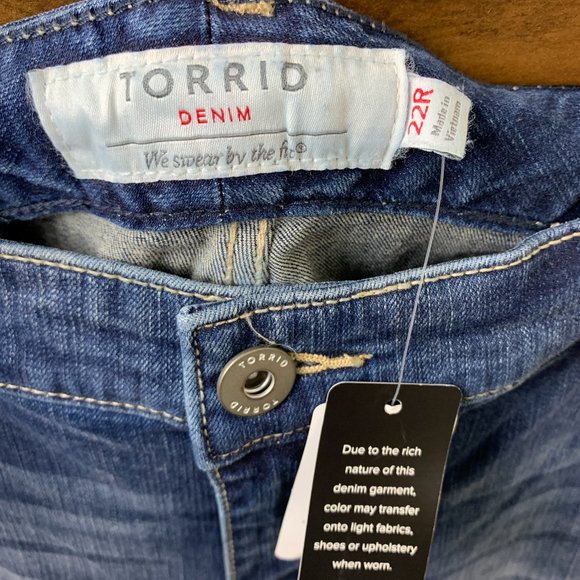 TORRID
DENIM
We swear by the fit®
22R
Made in
Vietnam
TORRID
TORRID
Due to the rich
nature of this
denim garment,
color may transfer
onto light fabrics,
shoes or upholstery
when worn.